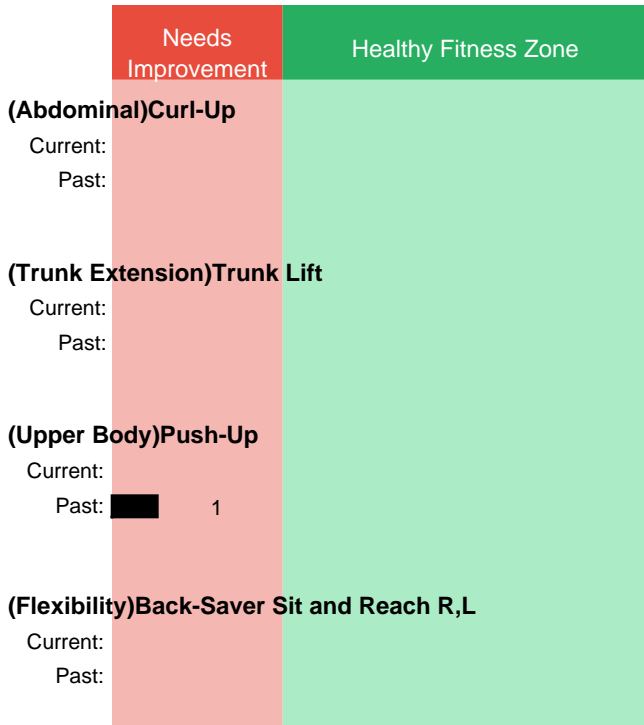 Needs
Improvement
Healthy Fitness Zone
(Abdominal)Curl-Up
Current:
Past:
(Trunk Extension)Trunk Lift
Current:
Past:
(Upper Body)Push-Up
Current:
Past: 1
(Flexibility)Back-Saver Sit and Reach R,L
Current:
Past: